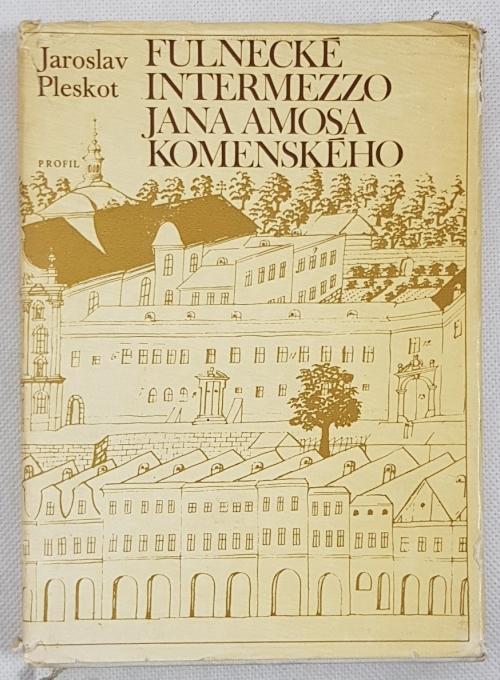 Jaroslav
Pleskot
FULNECKÉ
INTERMEZZO
JANA AMOSA
KOMENSKÉHO
PROFIL